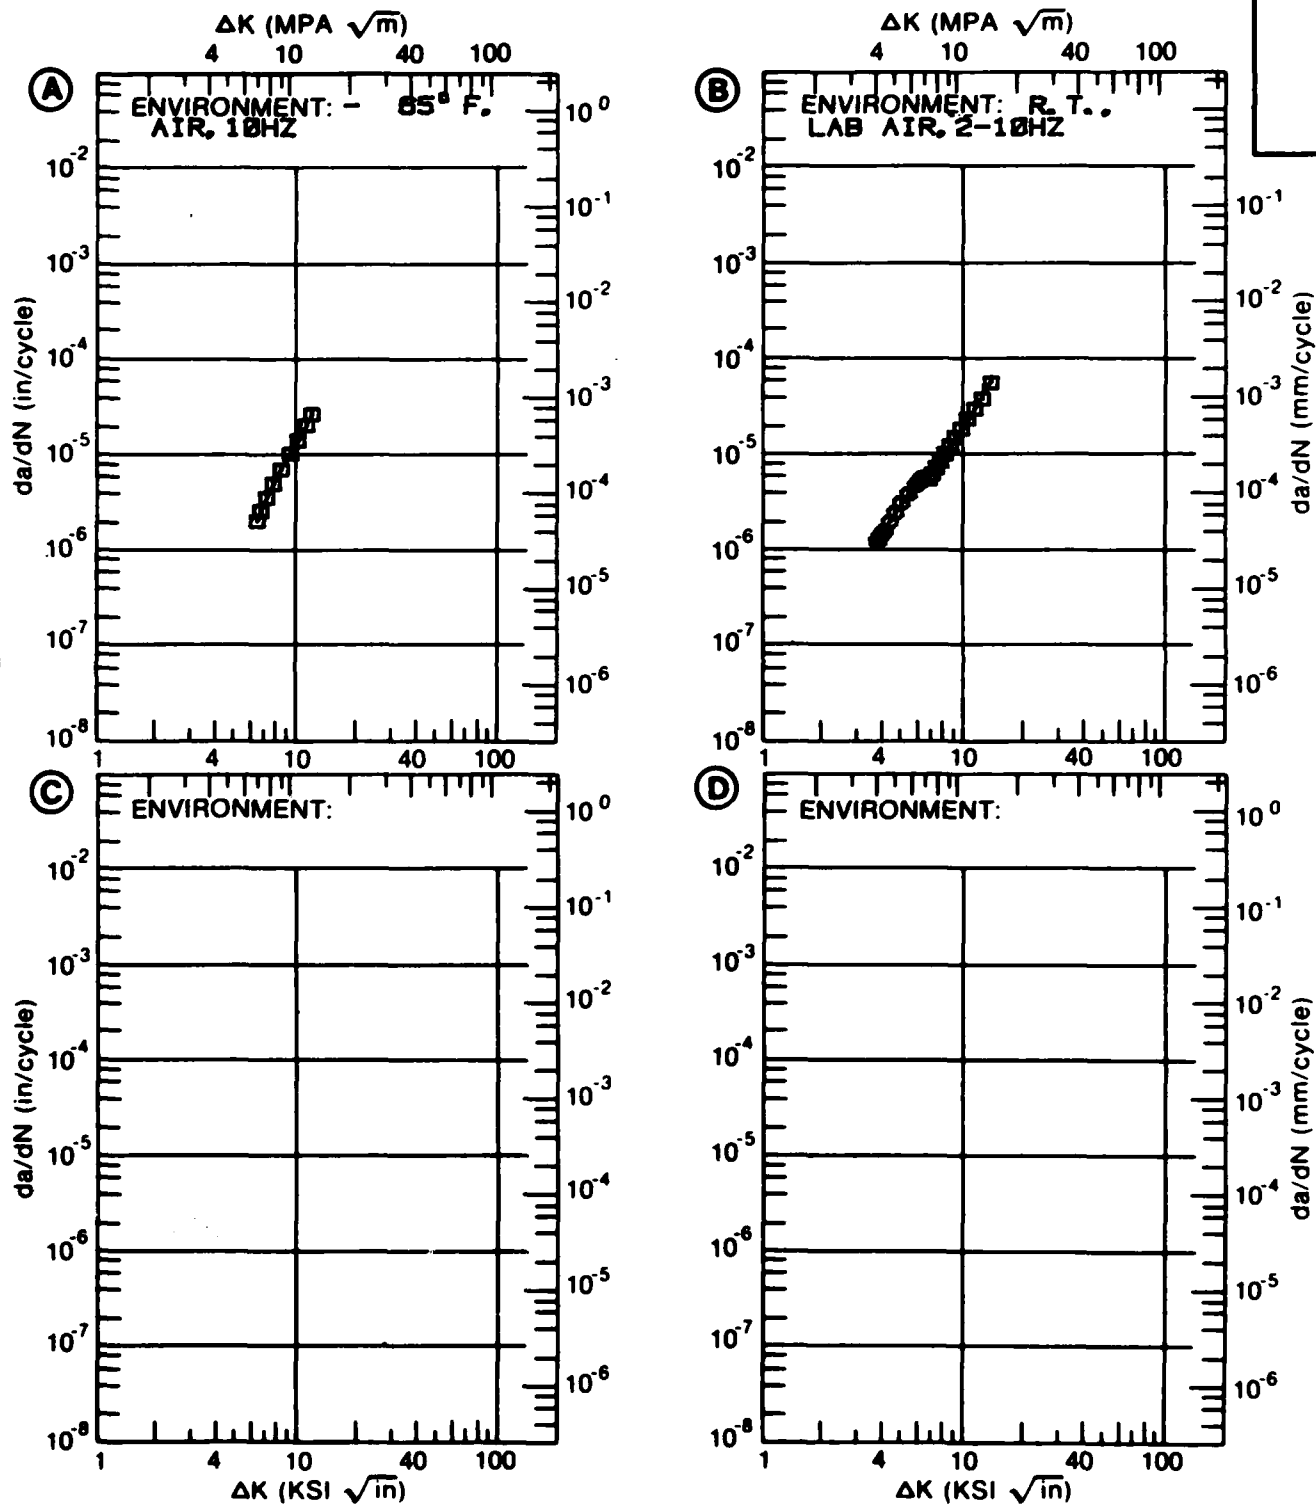 ΔK (MPA √m)
4 10 40 100
A
ENVIRONMENT: - 65° F.
AIR, 10HZ
10^0
10^-2
10^-1
10^-3
10^-2
10^-4
10^-3
10^-5
10^-4
10^-6
10^-5
10^-7
10^-6
10^-8
1 4 10 40 100
da/dN (in/cycle)
ΔK (MPA √m)
4 10 40 100
B
ENVIRONMENT: R. T.,
LAB AIR, 2-10HZ
10^-2
10^-1
10^-3
10^-2
10^-4
10^-3
10^-5
10^-4
10^-6
10^-5
10^-7
10^-6
10^-8
1 4 10 40 100
da/dN (mm/cycle)
C
ENVIRONMENT:
10^0
10^-2
10^-1
10^-3
10^-2
10^-4
10^-3
10^-5
10^-4
10^-6
10^-5
10^-7
10^-6
10^-8
1 4 10 40 100
da/dN (in/cycle)
ΔK (KSI √in)
D
ENVIRONMENT:
10^0
10^-2
10^-1
10^-3
10^-2
10^-4
10^-3
10^-5
10^-4
10^-6
10^-5
10^-7
10^-6
10^-8
1 4 10 40 100
da/dN (mm/cycle)
ΔK (KSI √in)